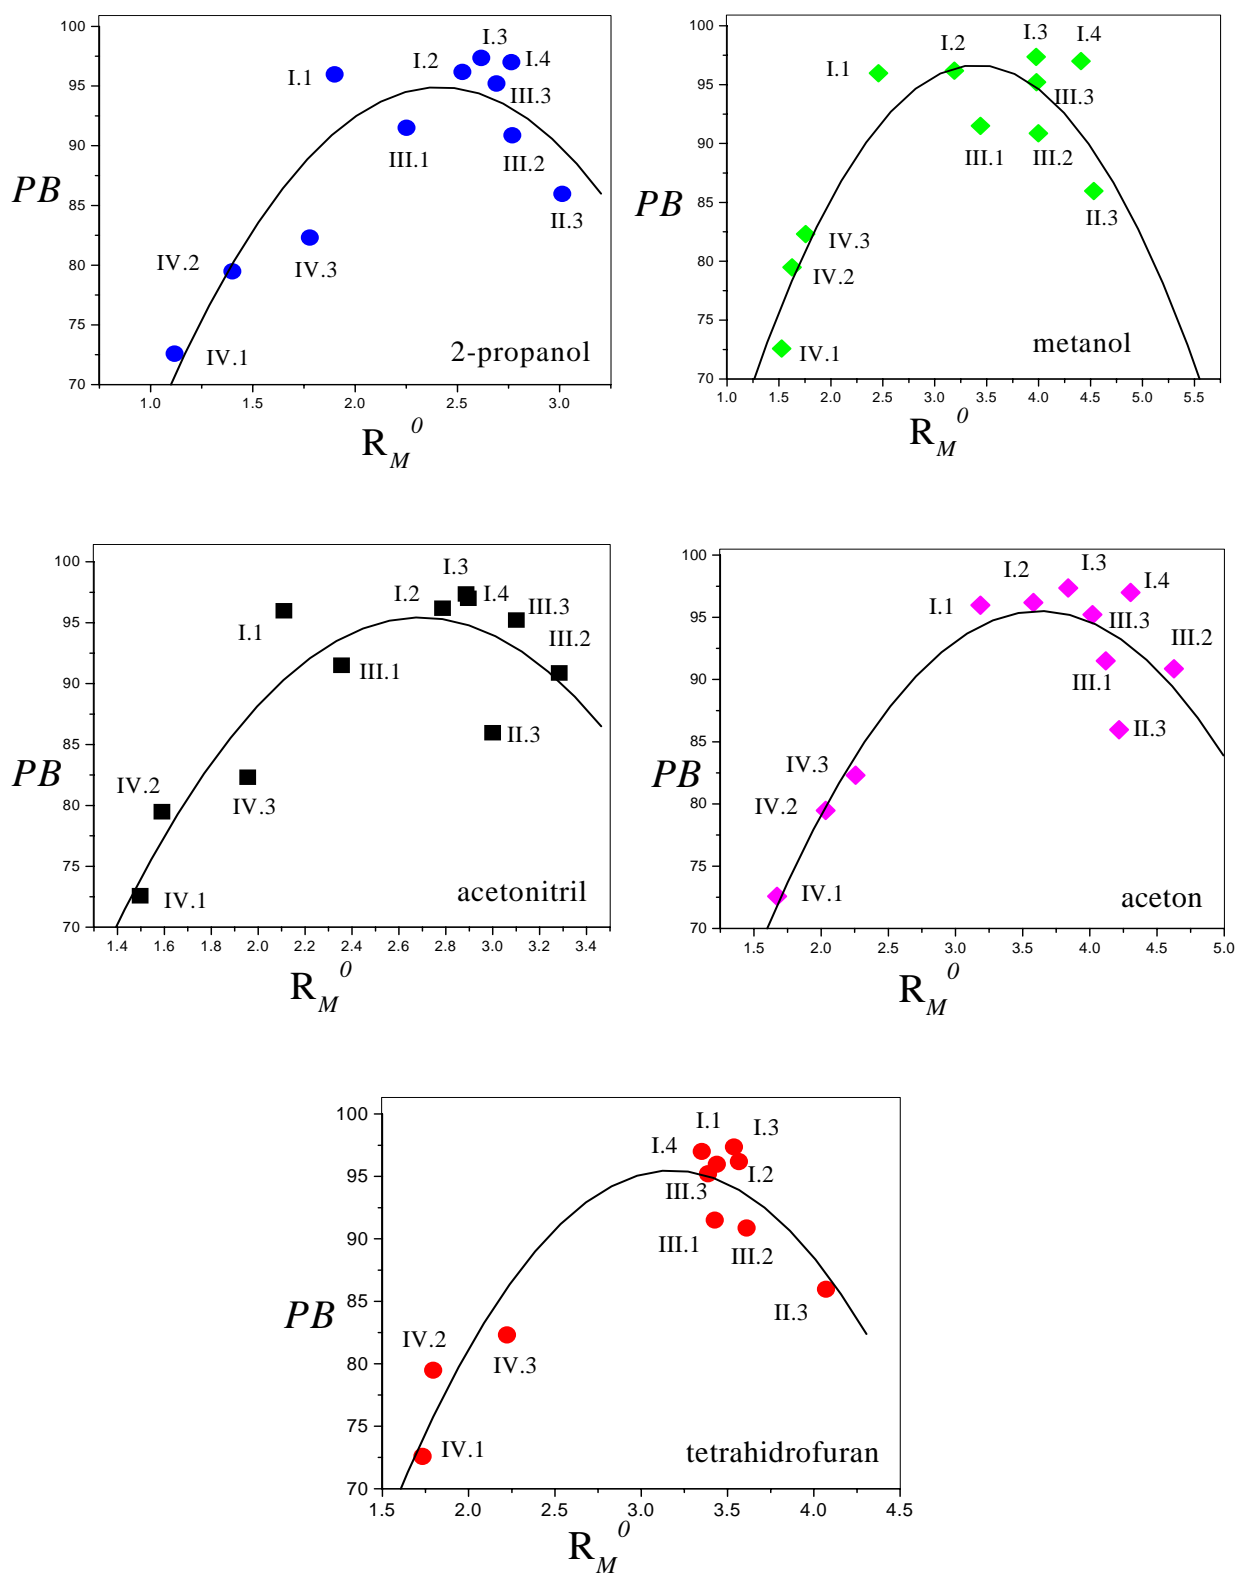 100
95
90
85
80
75
70
PB
I.3
I.2
I.4
I.1
III.3
III.1
III.2
II.3
IV.2
IV.3
IV.1
2-propanol
1.0 1.5 2.0 2.5 3.0
R_M^0
100
95
90
85
80
75
70
PB
I.3
I.4
I.2
I.1
III.3
III.1
III.2
II.3
IV.3
IV.2
IV.1
metanol
1.0 1.5 2.0 2.5 3.0 3.5 4.0 4.5 5.0 5.5
R_M^0
100
95
90
85
80
75
70
PB
I.3
I.2
I.4
III.3
I.1
III.2
III.1
II.3
IV.2
IV.3
IV.1
acetonitril
1.4 1.6 1.8 2.0 2.2 2.4 2.6 2.8 3.0 3.2 3.4
R_M^0
100
95
90
85
80
75
70
PB
I.3
I.2
I.4
I.1
III.3
III.2
III.1
II.3
IV.3
IV.2
IV.1
aceton
1.5 2.0 2.5 3.0 3.5 4.0 4.5 5.0
R_M^0
100
95
90
85
80
75
70
PB
I.1
I.3
I.4
I.2
III.3
III.1
III.2
II.3
IV.2
IV.3
IV.1
tetrahidrofuran
1.5 2.0 2.5 3.0 3.5 4.0 4.5
R_M^0